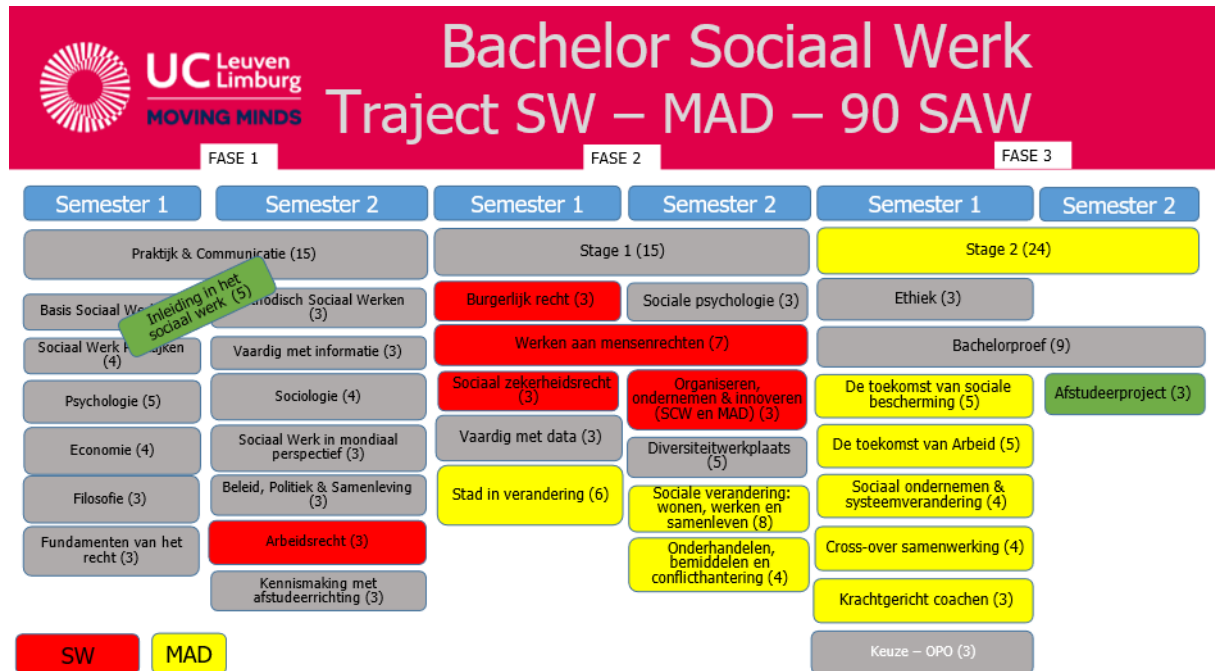 UC Leuven
Limburg
MOVING MINDS
Bachelor Sociaal Werk
Traject SW – MAD – 90 SAW
FASE 1
FASE 2
FASE 3
Semester 1
Semester 2
Semester 1
Semester 2
Semester 1
Semester 2
Praktijk & Communicatie (15)
Stage 1 (15)
Stage 2 (24)
Inleiding in het
sociaal werk (5)
Basis Sociaal
Sociaal Werk
(4)
Psychologie (5)
Economie (4)
Filosofie (3)
Fundamenten van het
recht (3)
Sociaal Werken
(3)
Vaardig met informatie (3)
Sociologie (4)
Sociaal Werk in mondiaal
perspectief (3)
Beleid, Politiek & Samenleving
(3)
Arbeidsrecht (3)
Kennismaking met
afstudeerrichting (3)
Burgerlijk recht (3)
Sociale psychologie (3)
Werken aan mensenrechten (7)
Sociaal zekerheidsrecht
(3)
Vaardig met data (3)
Stad in verandering (6)
Organiseren,
ondernemen & innoveren
(SCW en MAD) (3)
Diversiteitwerkplaats
(5)
Sociale verandering:
wonen, werken en
samenleven (8)
Onderhandelen,
bemiddelen en
conflicthantering (4)
Ethiek (3)
Bachelorproef (9)
De toekomst van sociale
bescherming (5)
De toekomst van Arbeid (5)
Sociaal ondernemen &
systeemverandering (4)
Cross-over samenwerking (4)
Krachtgericht coachen (3)
Keuze – OPO (3)
Afstudeerproject (3)
SW
MAD